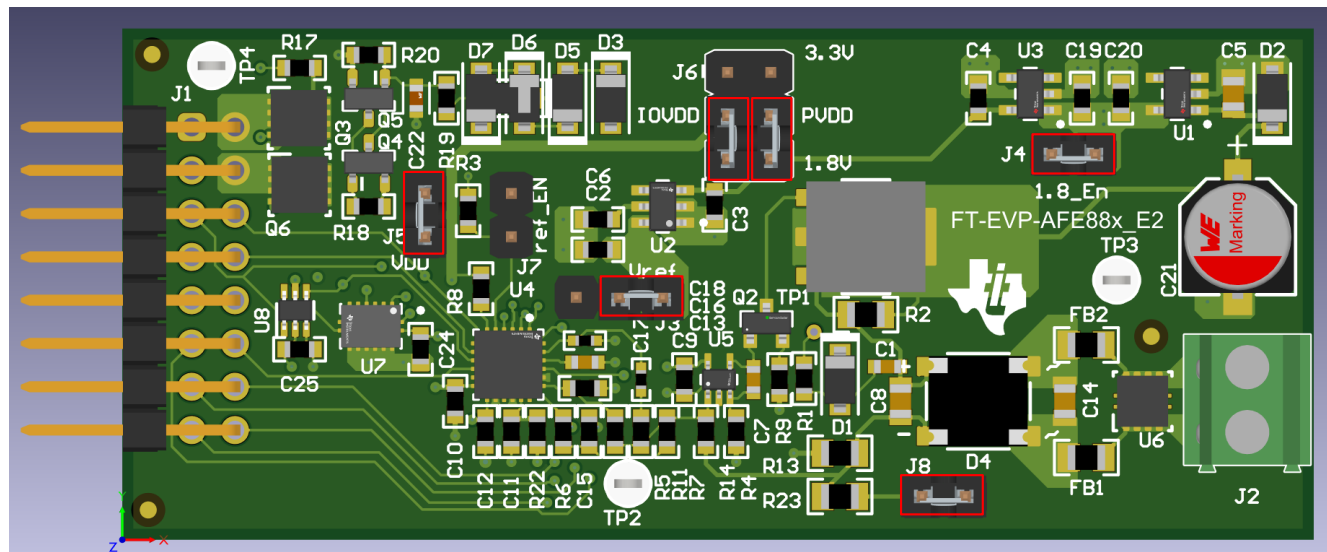 TP4
R17
R20
D7
D6
D5
D3
J6
3.3V
C4
U3
C19
C20
C5
D2
J1
IOVDD
PVDD
U1
Q3
Q5
Q4
C22
R19
R3
1.8V
J4
1.8_En
+
Q6
R18
J5
VDD
ref_EN
J7
C6
C2
U2
C3
FT-EVP-AFE88x_E2
TP3
WE
Marking
C21
U8
C25
U7
C24
R8
U4
Vref
J3
C18
C16
C13
U5
Q2
TP1
R2
FB2
C17
C9
C1
+
C8
-
C14
U6
C10
C12
C11
R22
R6
C15
R5
R11
R7
R14
R4
C7
R9
R1
D1
R13
R23
J8
D4
FB1
J2
TP2
Y
Z
X